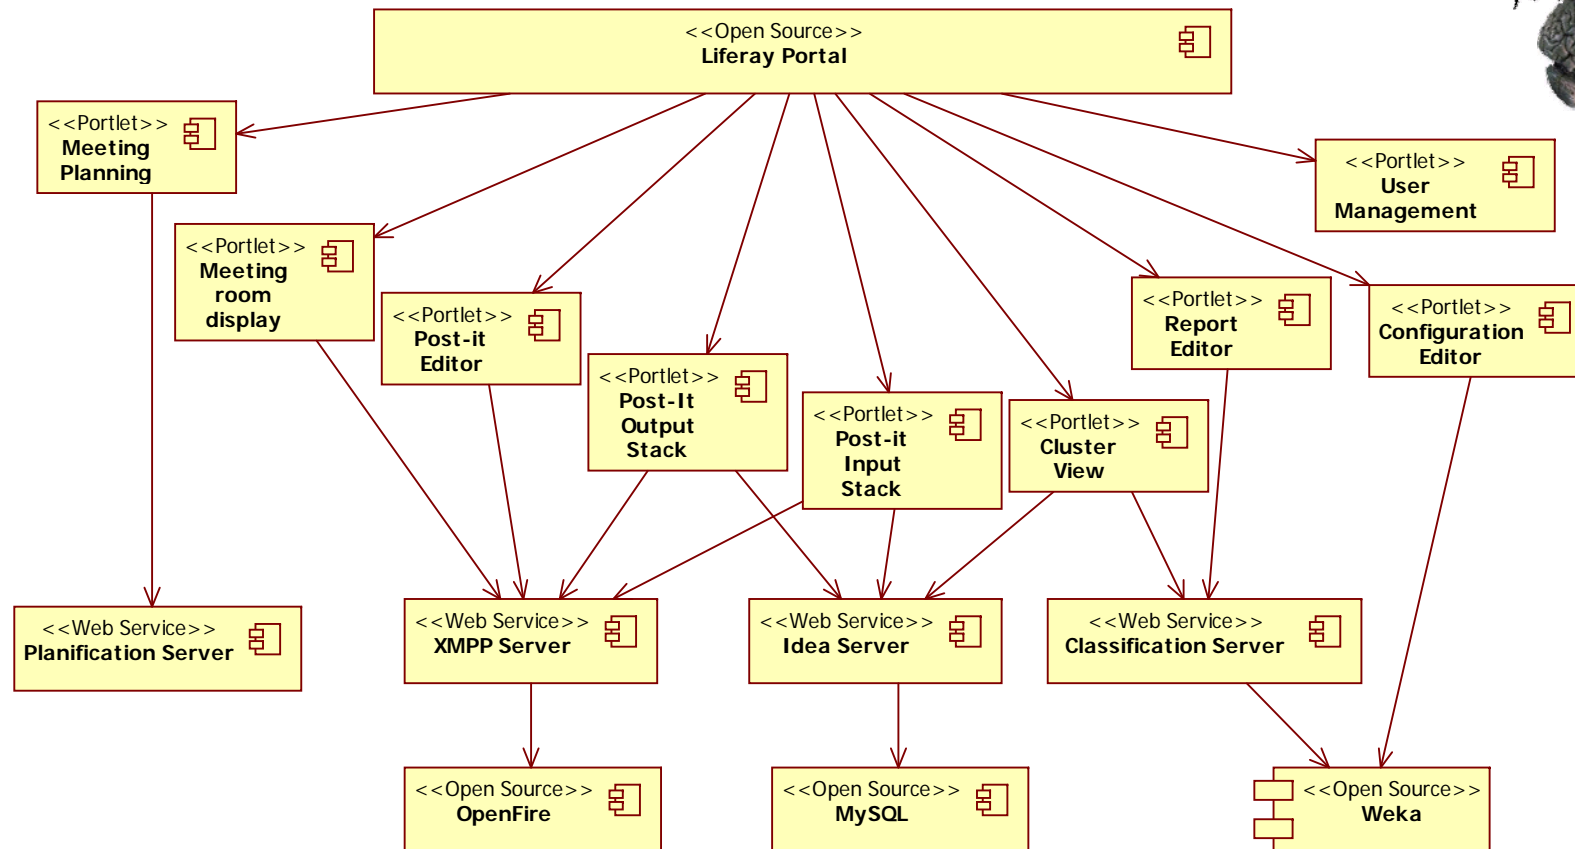 <<Open Source>>
Liferay Portal
<<Portlet>>
Meeting
Planning
<<Portlet>>
User
Management
<<Portlet>>
Meeting
room
display
<<Portlet>>
Post-it
Editor
<<Portlet>>
Report
Editor
<<Portlet>>
Configuration
Editor
<<Portlet>>
Post-It
Output
Stack
<<Portlet>>
Post-it
Input
Stack
<<Portlet>>
Cluster
View
<<Web Service>>
Planification Server
<<Web Service>>
XMPP Server
<<Web Service>>
Idea Server
<<Web Service>>
Classification Server
<<Open Source>>
OpenFire
<<Open Source>>
MySQL
<<Open Source>>
Weka